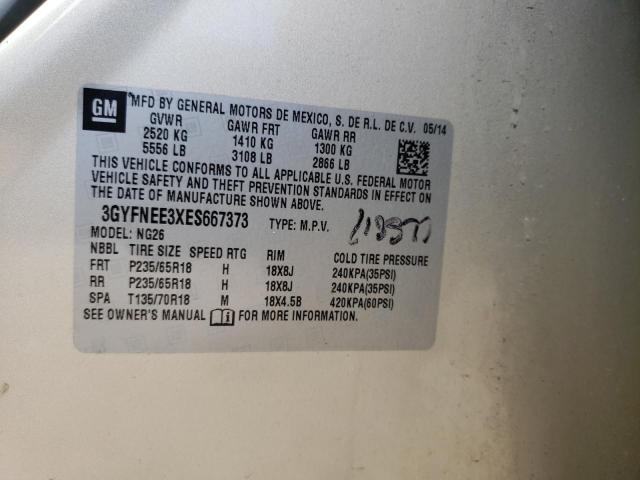 GM MFD BY GENERAL MOTORS DE MEXICO, S. DE R.L. DE C.V. 05/14
GVWR GAWR FRT GAWR RR
2520 KG 1410 KG 1300 KG
5556 LB 3108 LB 2866 LB
THIS VEHICLE CONFORMS TO ALL APPLICABLE U.S. FEDERAL MOTOR
VEHICLE SAFETY AND THEFT PREVENTION STANDARDS IN EFFECT ON
THE DATE OF MANUFACTURE SHOWN ABOVE.
3GYFNEE3XES667373 TYPE: M.P.V.
MODEL: NG26
NBBL TIRE SIZE SPEED RTG RIM COLD TIRE PRESSURE
FRT P235/65R18 H 18X8J 240KPA(35PSI)
RR P235/65R18 H 18X8J 240KPA(35PSI)
SPA T135/70R18 M 18X4.5B 420KPA(60PSI)
SEE OWNER'S MANUAL FOR MORE INFORMATION.